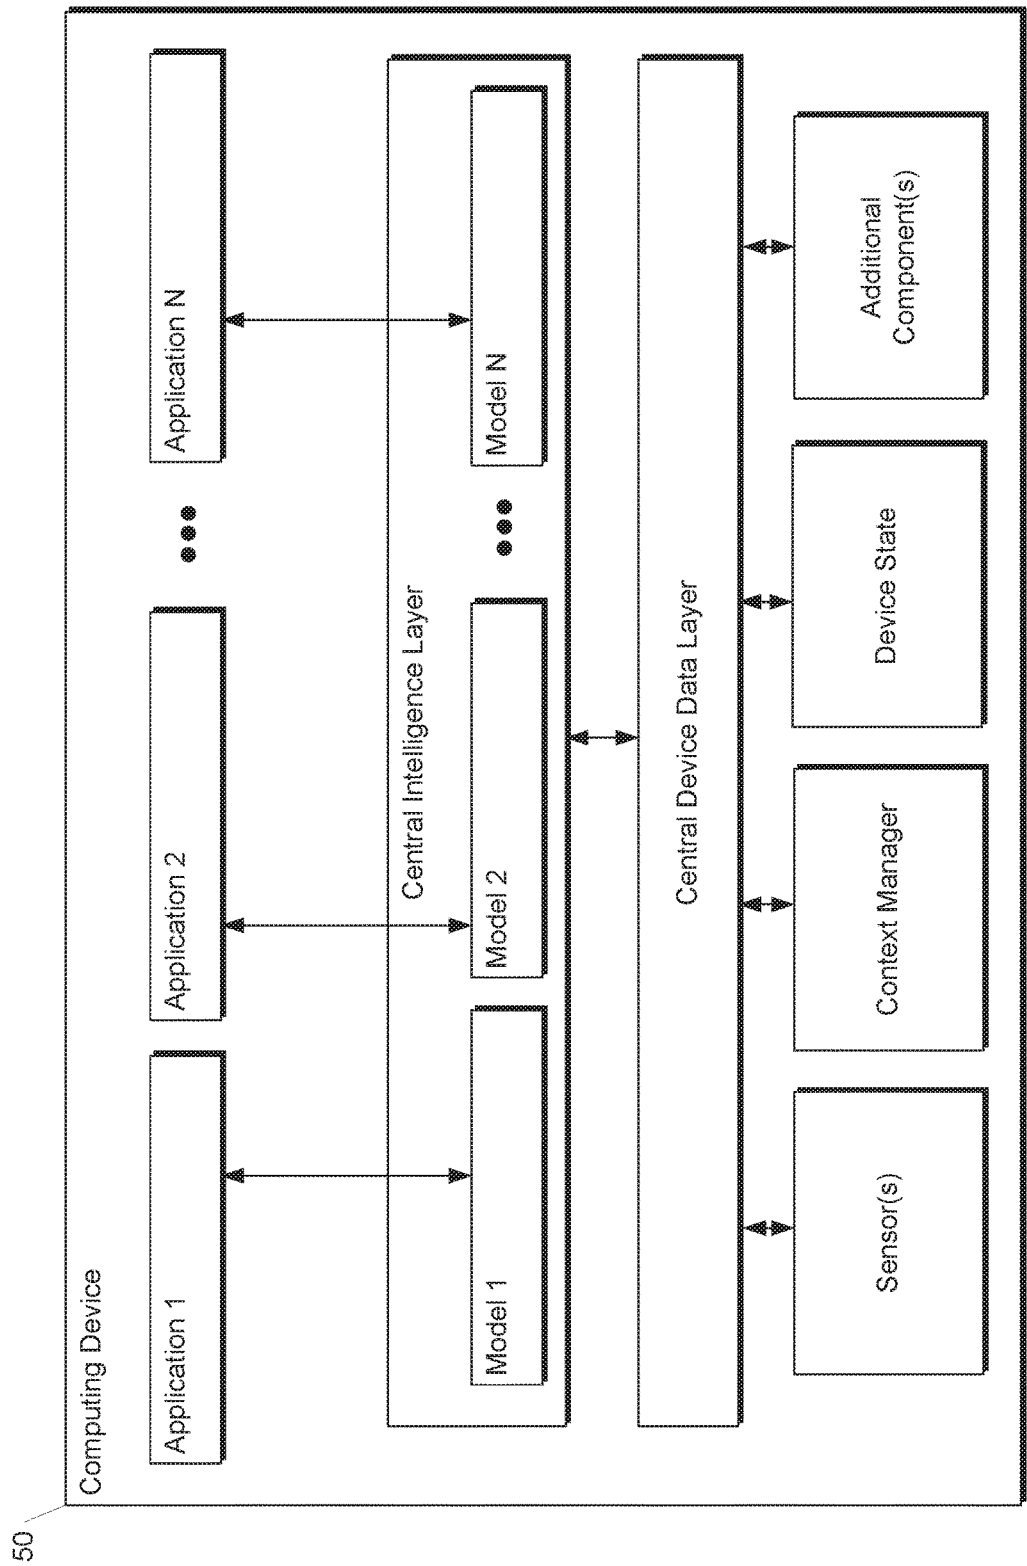 50
Computing Device
Application 1
Application 2
Application N
Central Intelligence Layer
Model 1
Model 2
Model N
Central Device Data Layer
Sensor(s)
Context Manager
Device State
Additional
Component(s)